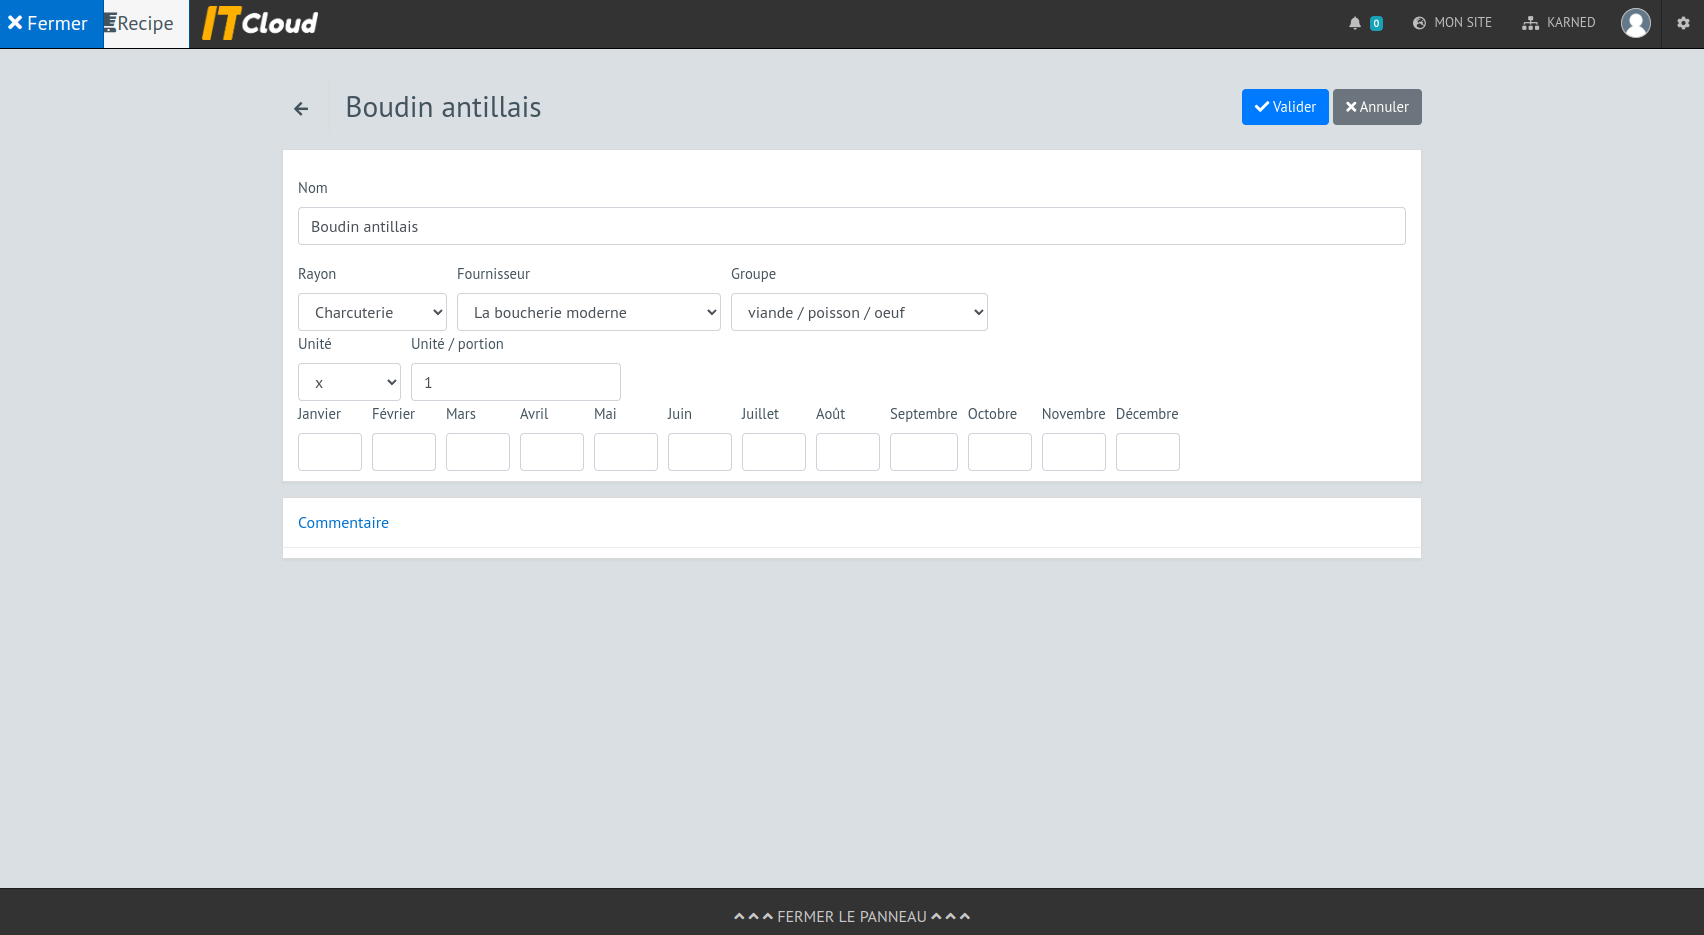 Fermer Recipe ITCloud 0 MON SITE KARNED
Boudin antillais Valider Annuler
Nom
Boudin antillais
Rayon Fournisseur Groupe
Charcuterie La boucherie moderne viande / poisson / oeuf
Unité Unité / portion
x 1
Janvier Février Mars Avril Mai Juin Juillet Août Septembre Octobre Novembre Décembre
Commentaire
FERMER LE PANNEAU